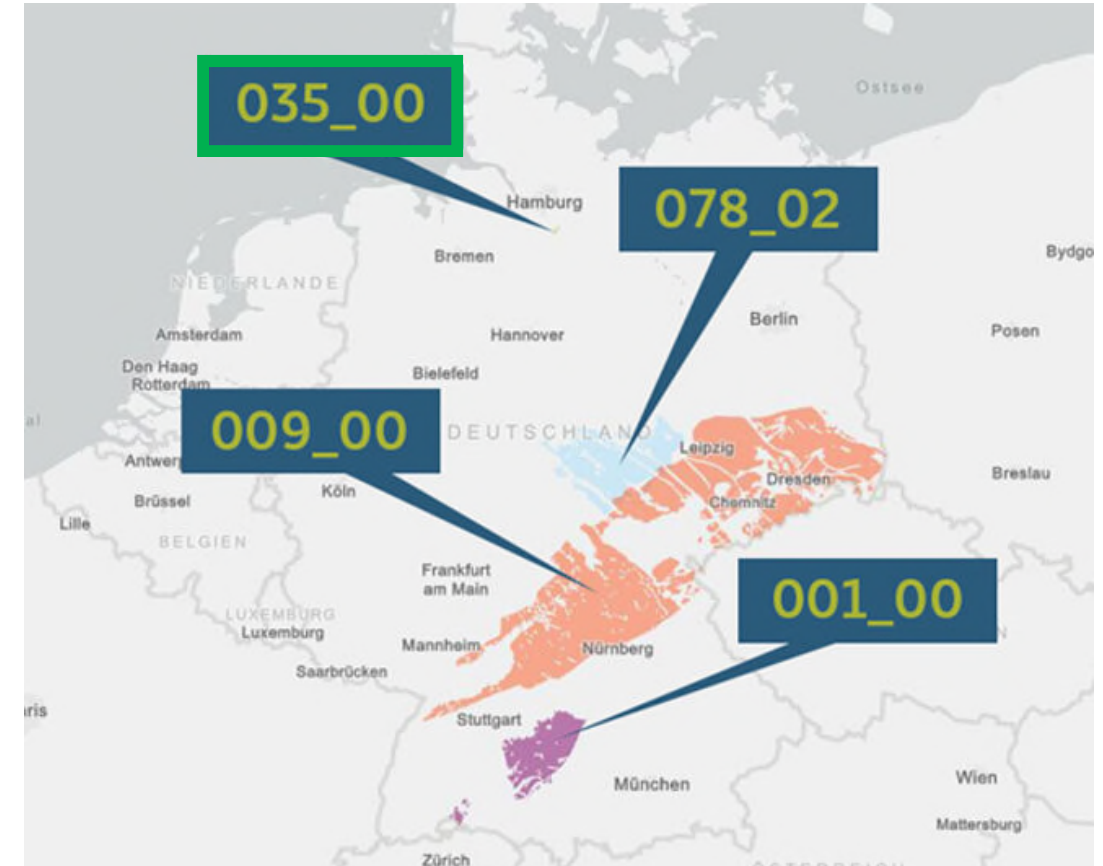 035_00
Ostsee
Hamburg
078_02
Bremen
Bydgo
NIEDERLANDE
Amsterdam
Hannover
Berlin
Posen
Den Haag
Rotterdam
Bielefeld
009_00
DEUTSCHLAND
Leipzig
Antwer
Dresden
Breslau
Köln
Brüssel
Chemnitz
Lille
BELGIEN
Frankfurt
am Main
001_00
LUXEMBURG
Luxemburg
Mannheim
Nürnberg
Saarbrücken
ris
Stuttgart
München
Wien
Mattersburg
Zürich